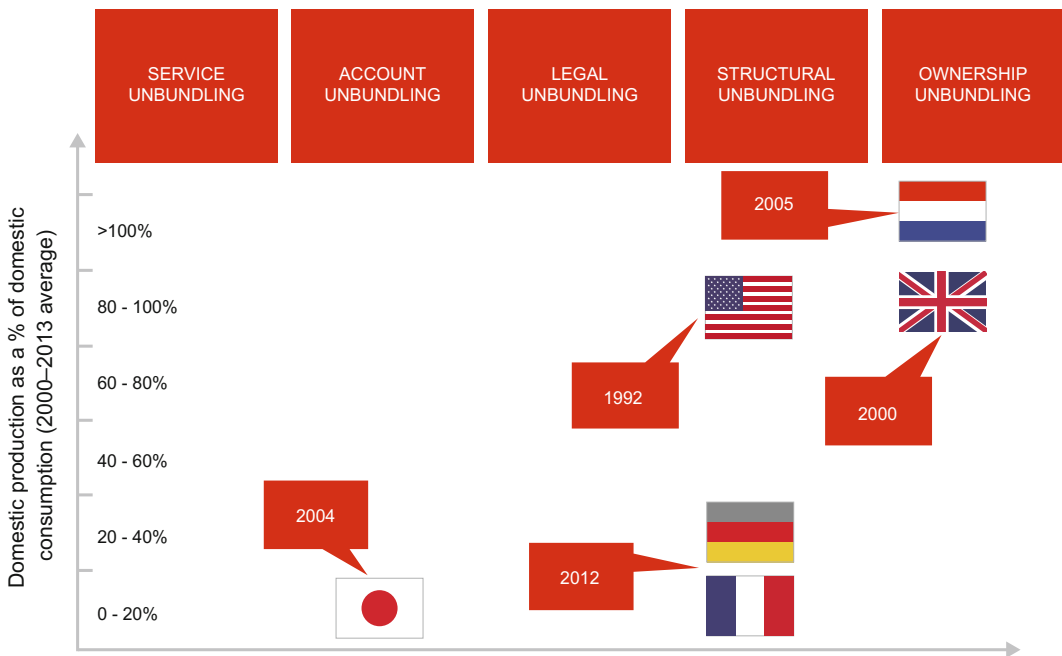 SERVICE
UNBUNDLING
ACCOUNT
UNBUNDLING
LEGAL
UNBUNDLING
STRUCTURAL
UNBUNDLING
OWNERSHIP
UNBUNDLING
Domestic production as a % of domestic
consumption (2000–2013 average)
>100%
80 - 100%
60 - 80%
40 - 60%
20 - 40%
0 - 20%
2005
1992
2000
2004
2012